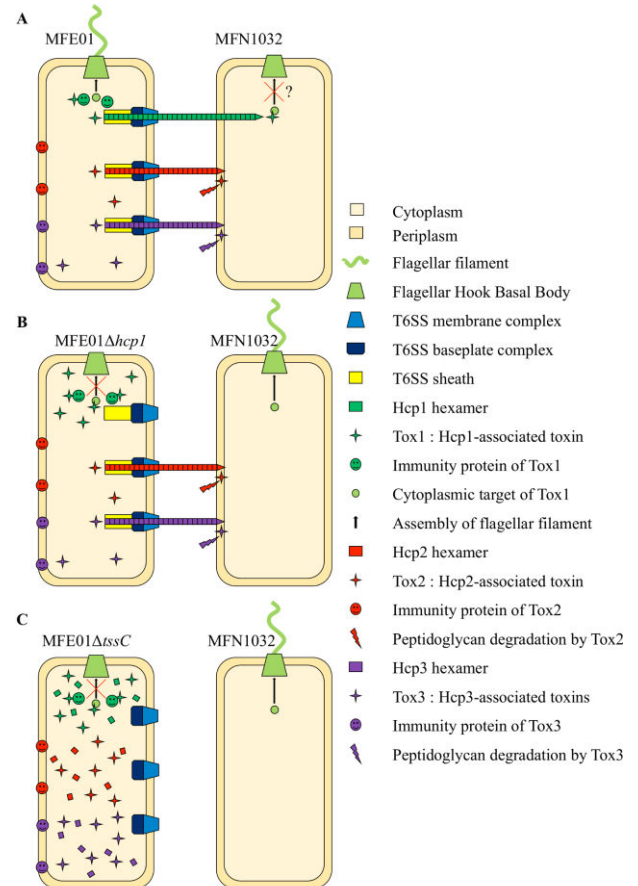 A
MFE01
MFN1032
?
B
MFE01Δhcp1
MFN1032
C
MFE01ΔtssC
MFN1032
Cytoplasm
Periplasm
Flagellar filament
Flagellar Hook Basal Body
T6SS membrane complex
T6SS baseplate complex
T6SS sheath
Hcp1 hexamer
Tox1 : Hcp1-associated toxin
Immunity protein of Tox1
Cytoplasmic target of Tox1
Assembly of flagellar filament
Hcp2 hexamer
Tox2 : Hcp2-associated toxin
Immunity protein of Tox2
Peptidoglycan degradation by Tox2
Hcp3 hexamer
Tox3 : Hcp3-associated toxins
Immunity protein of Tox3
Peptidoglycan degradation by Tox3